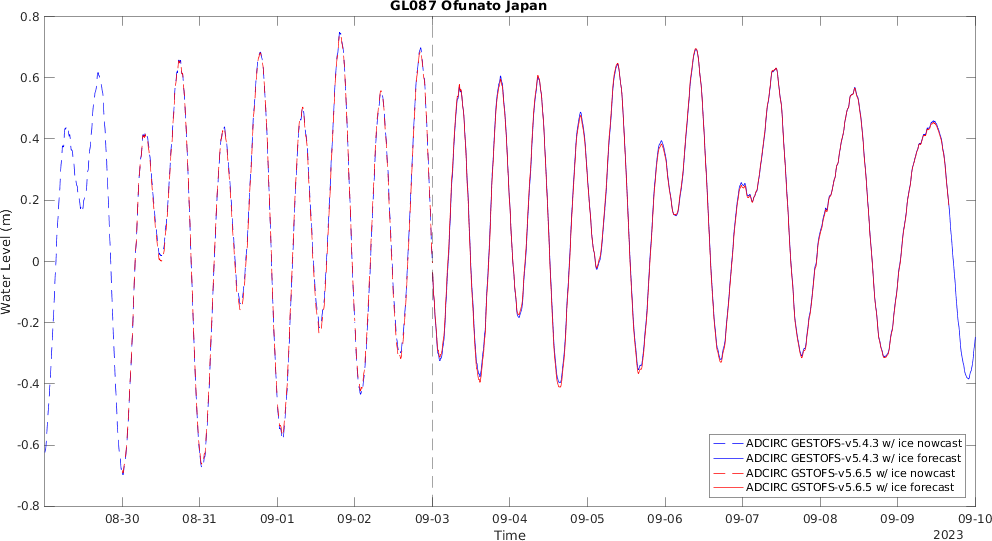 GL087 Ofunato Japan
0.8
0.6
0.4
0.2
0
-0.2
-0.4
-0.6
-0.8
Water Level (m)
08-30 08-31 09-01 09-02 09-03 09-04 09-05 09-06 09-07 09-08 09-09 09-10
Time
2023
ADCIRC GESTOFS-v5.4.3 w/ ice nowcast
ADCIRC GESTOFS-v5.4.3 w/ ice forecast
ADCIRC GSTOFS-v5.6.5 w/ ice nowcast
ADCIRC GSTOFS-v5.6.5 w/ ice forecast